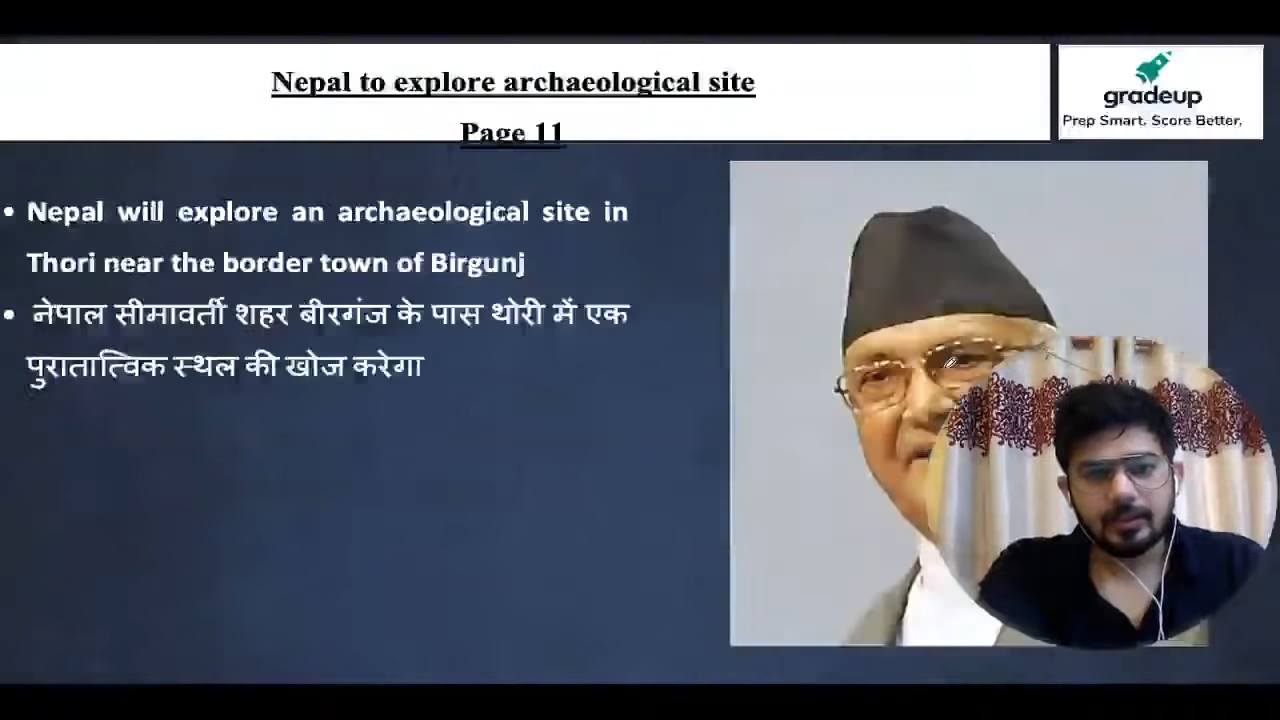 Nepal to explore archaeological site
Page 11
gradeup
Prep Smart. Score Better.
• Nepal will explore an archaeological site in
Thori near the border town of Birgunj
• नेपाल सीमावर्ती शहर बीरगंज के पास थोरी में एक
पुरातात्विक स्थल की खोज करेगा